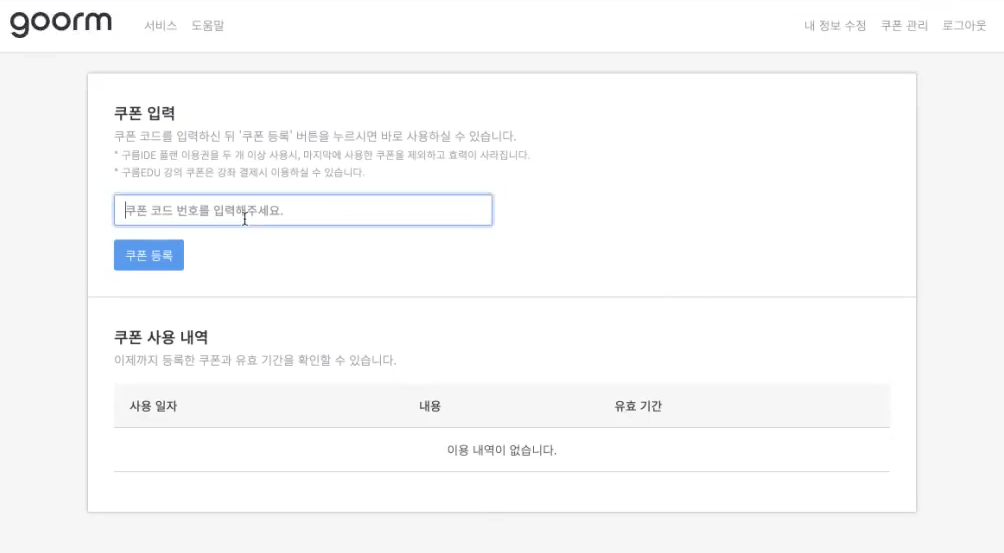 goorm 서비스 도움말 내 정보 수정 쿠폰 관리 로그아웃
쿠폰 입력
쿠폰 코드를 입력하신 뒤 '쿠폰 등록' 버튼을 누르시면 바로 사용하실 수 있습니다.
* 구름IDE 플랜 이용권을 두 개 이상 사용시, 마지막에 사용한 쿠폰을 제외하고 효력이 사라집니다.
* 구름EDU 강의 쿠폰은 강좌 결제시 이용하실 수 있습니다.
쿠폰 코드 번호를 입력해주세요.
쿠폰 등록
쿠폰 사용 내역
이제까지 등록한 쿠폰과 유효 기간을 확인할 수 있습니다.
사용 일자 내용 유효 기간
이용 내역이 없습니다.